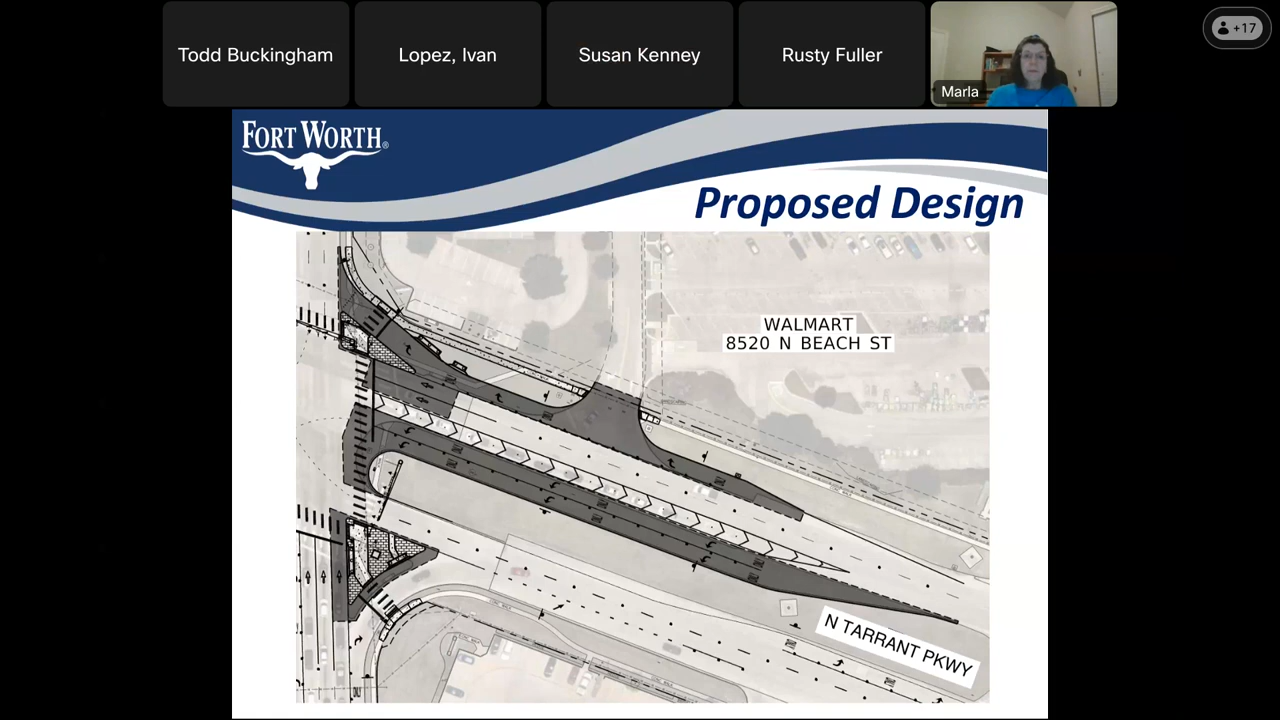 Todd Buckingham
Lopez, Ivan
Susan Kenney
Rusty Fuller
Marla
+17
FORT WORTH®
Proposed Design
WALMART
8520 N BEACH ST
N TARRANT PKWY